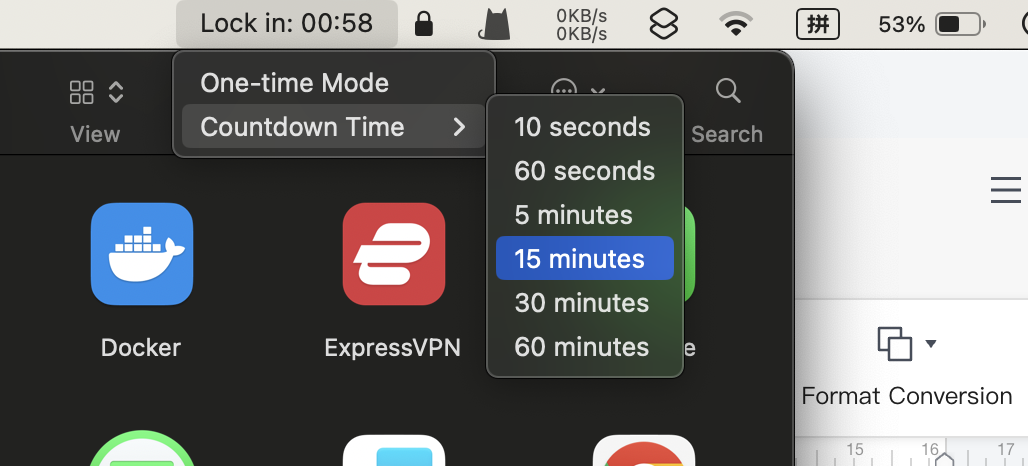 Lock in: 00:58
0KB/s
0KB/s
拼
53%
One-time Mode
Countdown Time
View
Search
10 seconds
60 seconds
5 minutes
15 minutes
30 minutes
60 minutes
Docker
ExpressVPN
e
Format Conversion
15
16
17